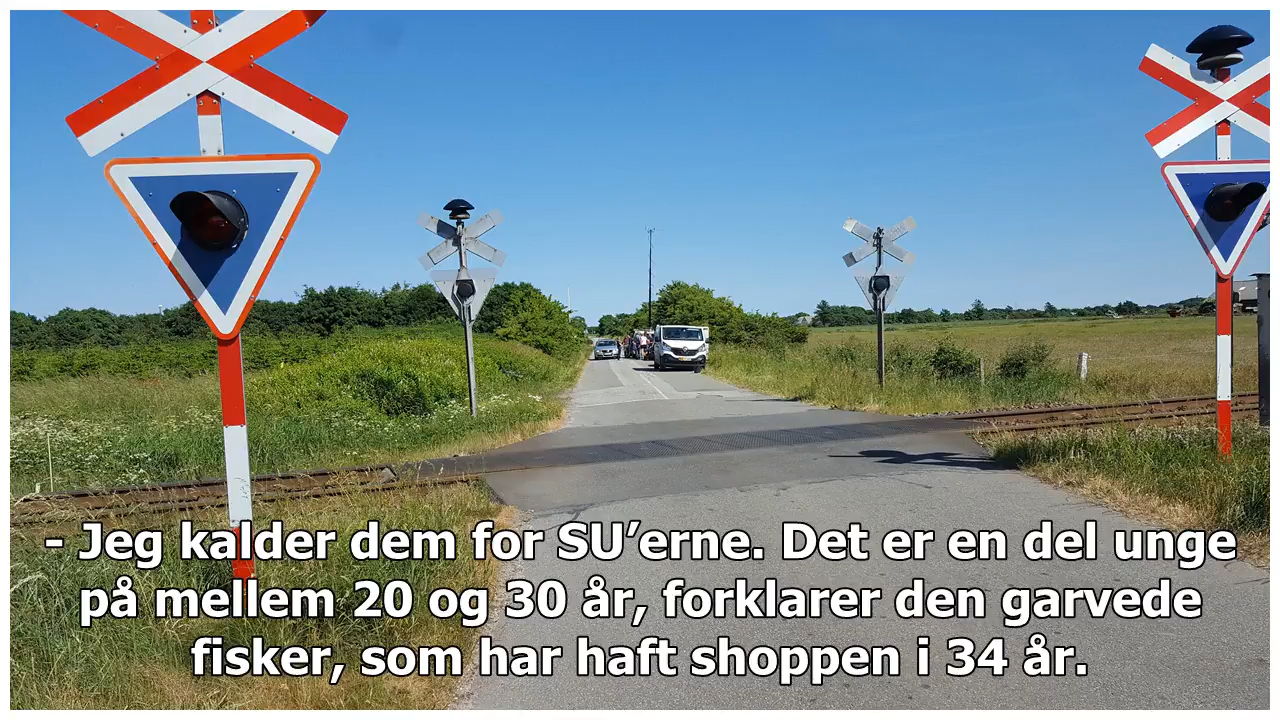 - Jeg kalder dem for SU’erne. Det er en del unge
på mellem 20 og 30 år, forklarer den garvede
fisker, som har haft shoppen i 34 år.